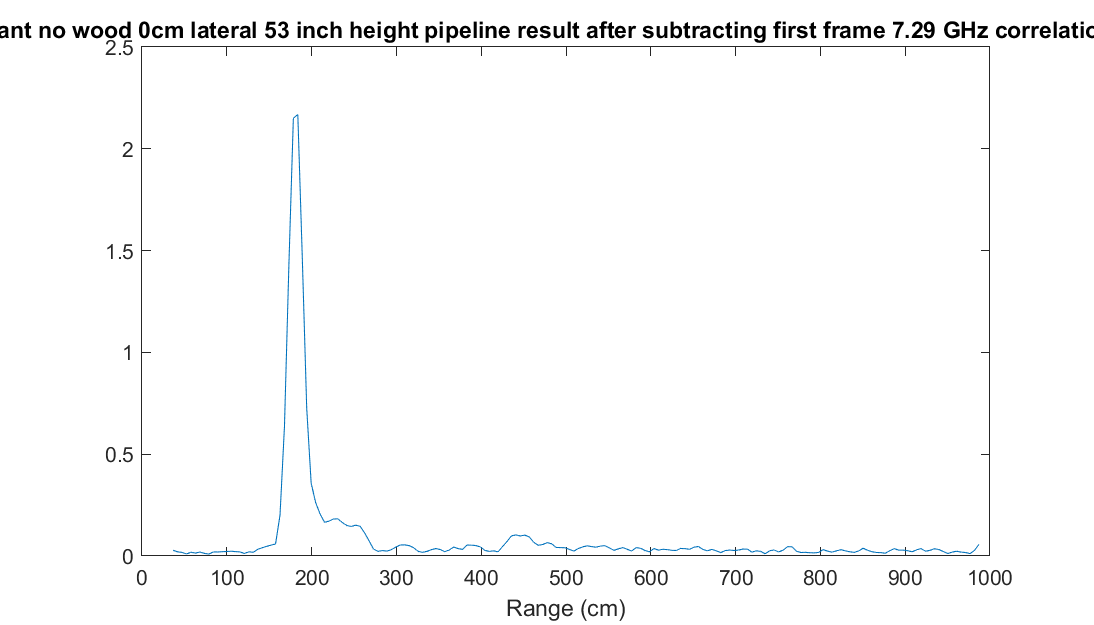 no wood 0cm lateral 53 inch height pipeline result after subtracting first frame 7.29 GHz
2.5
2
1.5
1
0.5
0
0 100 200 300 400 500 600 700 800 900 1000
Range (cm)